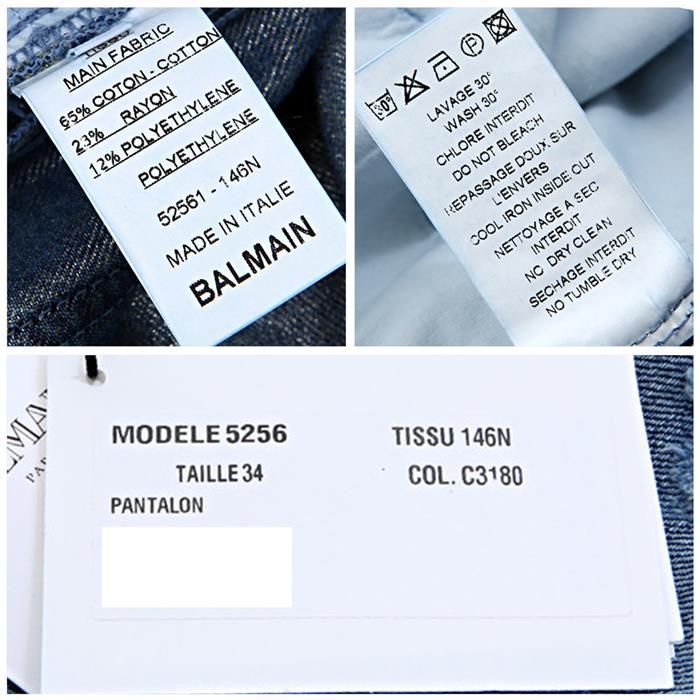 MAIN FABRIC
65% COTON - COTTON
23% RAYON
12% POLYETHYLENE
POLYETHYLENE
52561 - 146N
MADE IN ITALIE
BALMAIN
30°
P
LAVAGE 30°
WASH 30°
CHLORE INTERDIT
DO NOT BLEACH
REPASSAGE DOUX.SUR
L'ENVERS
COOL IRON INSIDE OUT
NETTOYAGE A SEC
INTERDIT
NO DRY CLEAN
SECHAGE INTERDIT
NO TUMBLE DRY
MODELE 5256
TISSU 146N
TAILLE 34
COL. C3180
PANTALON